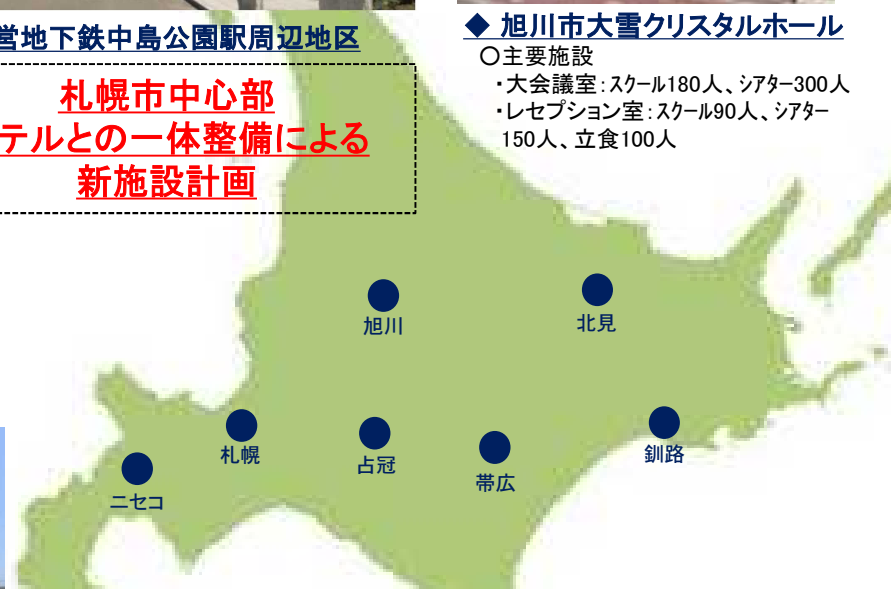 営地下鉄中島公園駅周辺地区
札幌市中心部
テルとの一体整備による
新施設計画
◆ 旭川市大雪クリスタルホール
○主要施設
・大会議室：ｽｸｰﾙ180人、ｼｱﾀｰ300人
・レセプション室：ｽｸｰﾙ90人、ｼｱﾀｰ
150人、立食100人
旭川
北見
札幌
占冠
帯広
釧路
ニセコ